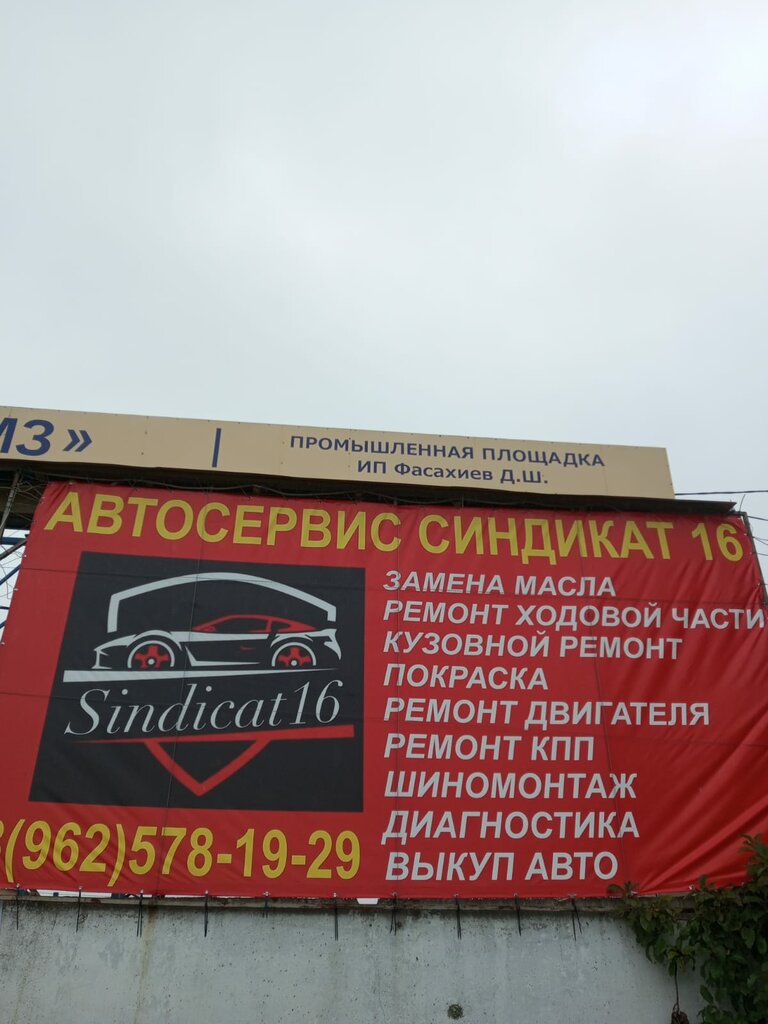 МЗ»
ПРОМЫШЛЕННАЯ ПЛОЩАДКА
ИП Фасахиев Д.Ш.
АВТОСЕРВИС СИНДИКАТ 16
Sindicat16
8(962)578-19-29
ЗАМЕНА МАСЛА
РЕМОНТ ХОДОВОЙ ЧАСТИ
КУЗОВНОЙ РЕМОНТ
ПОКРАСКА
РЕМОНТ ДВИГАТЕЛЯ
РЕМОНТ КПП
ШИНОМОНТАЖ
ДИАГНОСТИКА
ВЫКУП АВТО